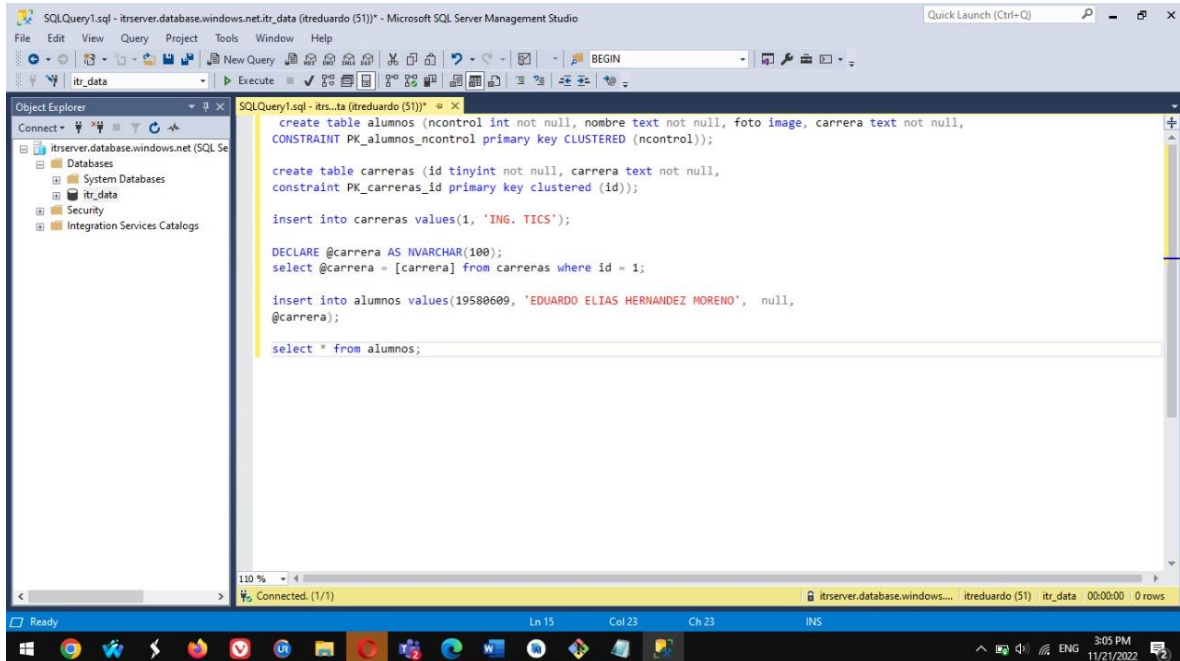 SQLQuery1.sql - itrserver.database.windows.net.itr_data (itreduardo (51))* - Microsoft SQL Server Management Studio
Quick Launch (Ctrl+Q)
File Edit View Query Project Tools Window Help
New Query
BEGIN
itr_data
Execute
Object Explorer
SQLQuery1.sql - itrs...ta (itreduardo (51))*
Connect
itrserver.database.windows.net (SQL Se
Databases
System Databases
itr_data
Security
Integration Services Catalogs
create table alumnos (ncontrol int not null, nombre text not null, foto image, carrera text not null,
CONSTRAINT PK_alumnos_ncontrol primary key CLUSTERED (ncontrol));
create table carreras (id tinyint not null, carrera text not null,
constraint PK_carreras_id primary key clustered (id));
insert into carreras values(1, 'ING. TICS');
DECLARE @carrera AS NVARCHAR(100);
select @carrera = [carrera] from carreras where id = 1;
insert into alumnos values(19580609, 'EDUARDO ELIAS HERNANDEZ MORENO', null,
@carrera);
select * from alumnos;
110 %
Connected. (1/1)
itrserver.database.windows.... itreduardo (51) itr_data 00:00:00 0 rows
Ready
Ln 15 Col 23 Ch 23 INS
ENG
3:05 PM
11/21/2022